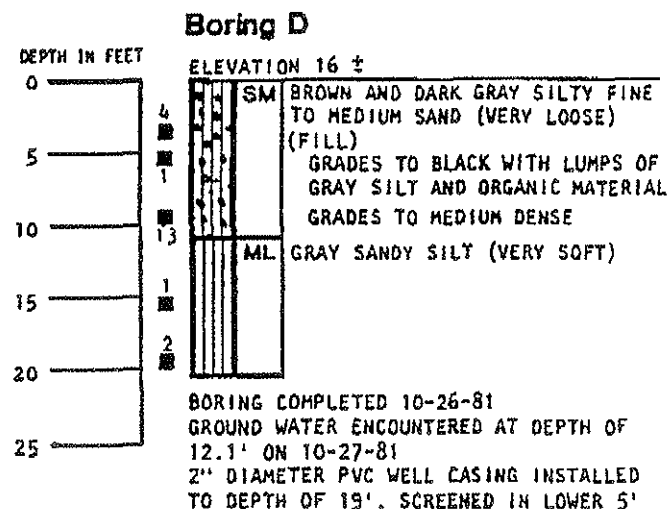 Boring D
DEPTH IN FEET
ELEVATION 16 ±
0
SM
BROWN AND DARK GRAY SILTY FINE
TO MEDIUM SAND (VERY LOOSE)
4
(FILL)
5
GRADES TO BLACK WITH LUMPS OF
1
GRAY SILT AND ORGANIC MATERIAL
10
GRADES TO MEDIUM DENSE
13
ML
GRAY SANDY SILT (VERY SOFT)
1
15
2
20
BORING COMPLETED 10-26-81
GROUND WATER ENCOUNTERED AT DEPTH OF
25
12.1' ON 10-27-81
2" DIAMETER PVC WELL CASING INSTALLED
TO DEPTH OF 19'. SCREENED IN LOWER 5'